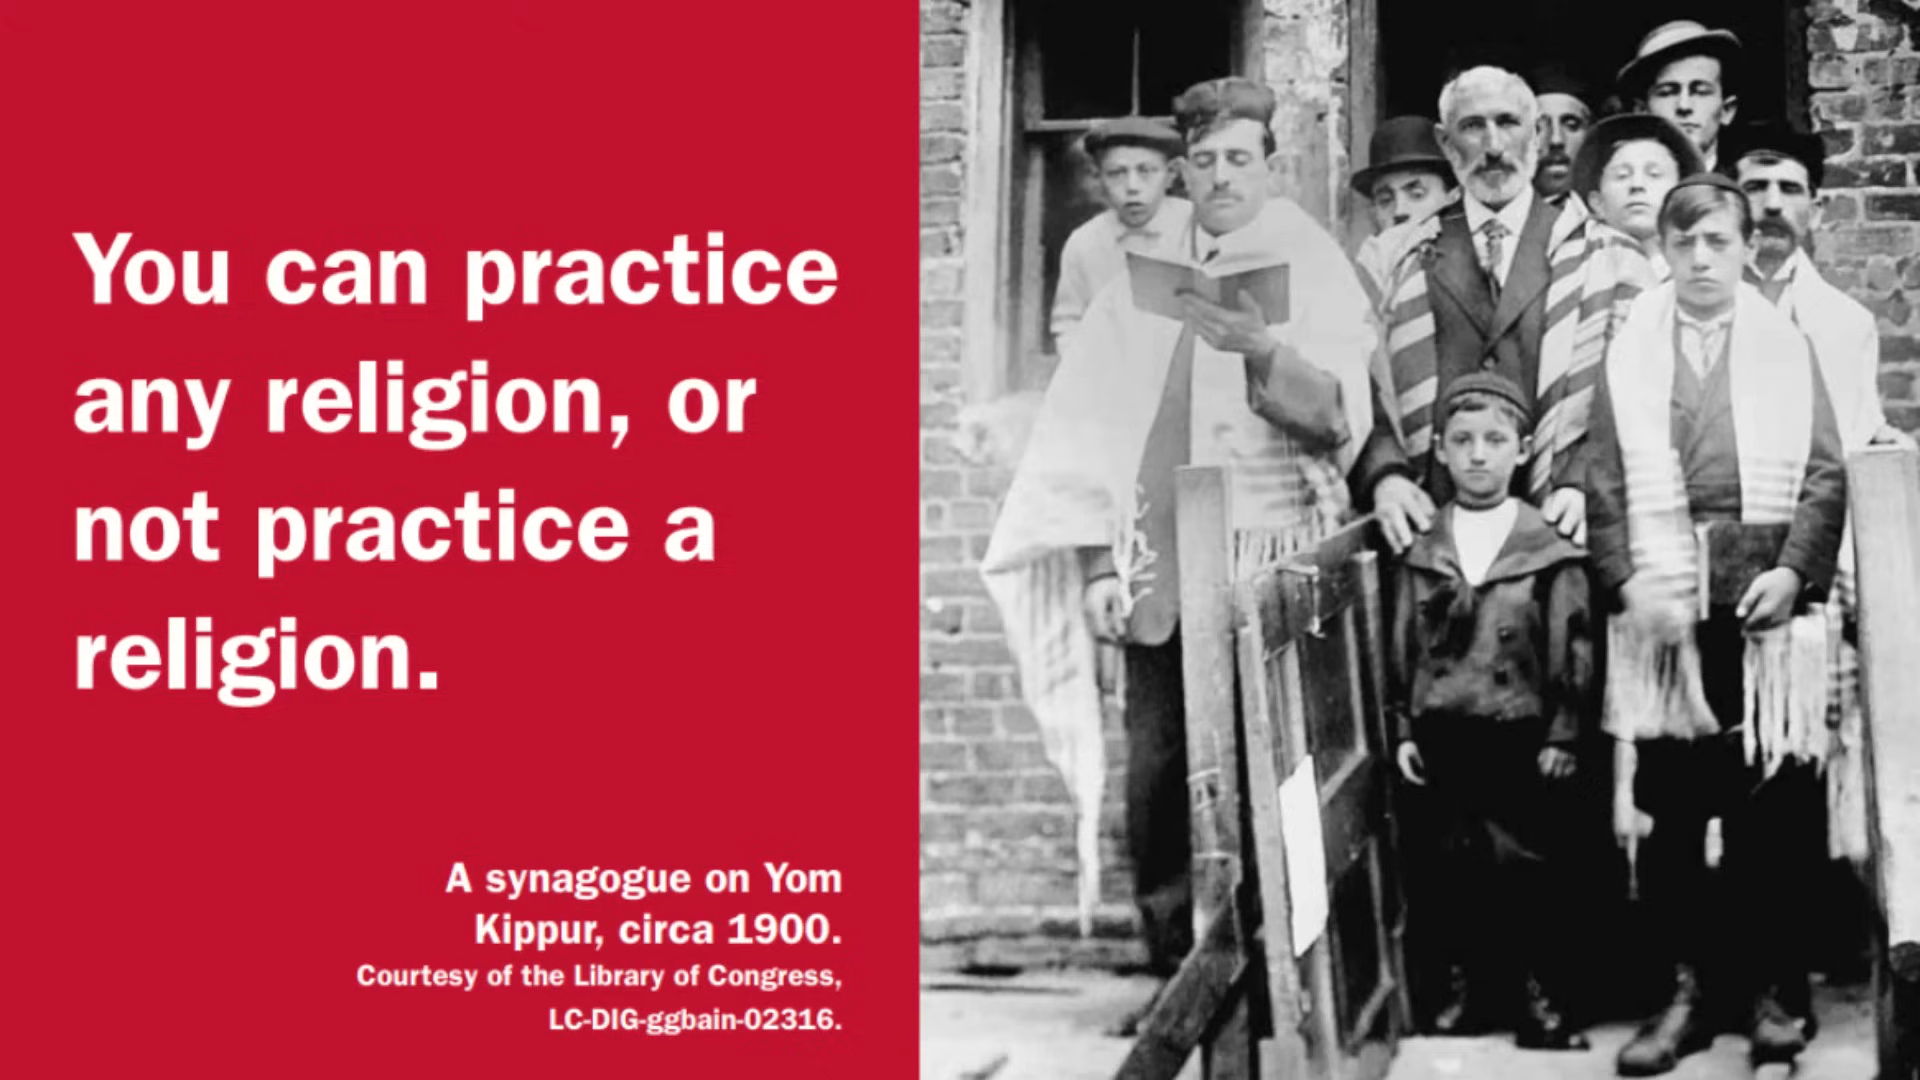 You can practice
any religion, or
not practice a
religion.
A synagogue on Yom
Kippur, circa 1900.
Courtesy of the Library of Congress,
LC-DIG-ggbain-02316.